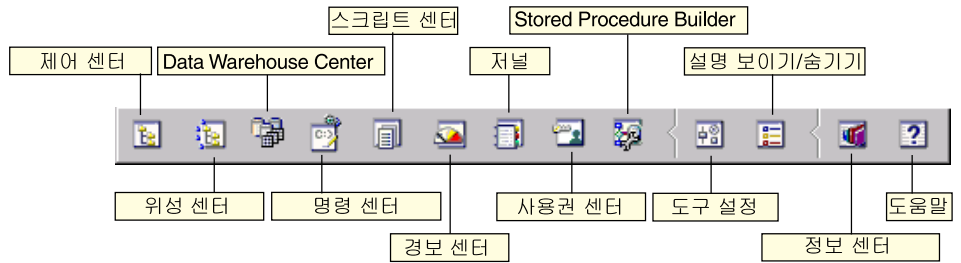 스크립트 센터
Stored Procedure Builder
제어 센터
Data Warehouse Center
저널
설명 보이기/숨기기
위성 센터
명령 센터
사용권 센터
도구 설정
도움말
경보 센터
정보 센터